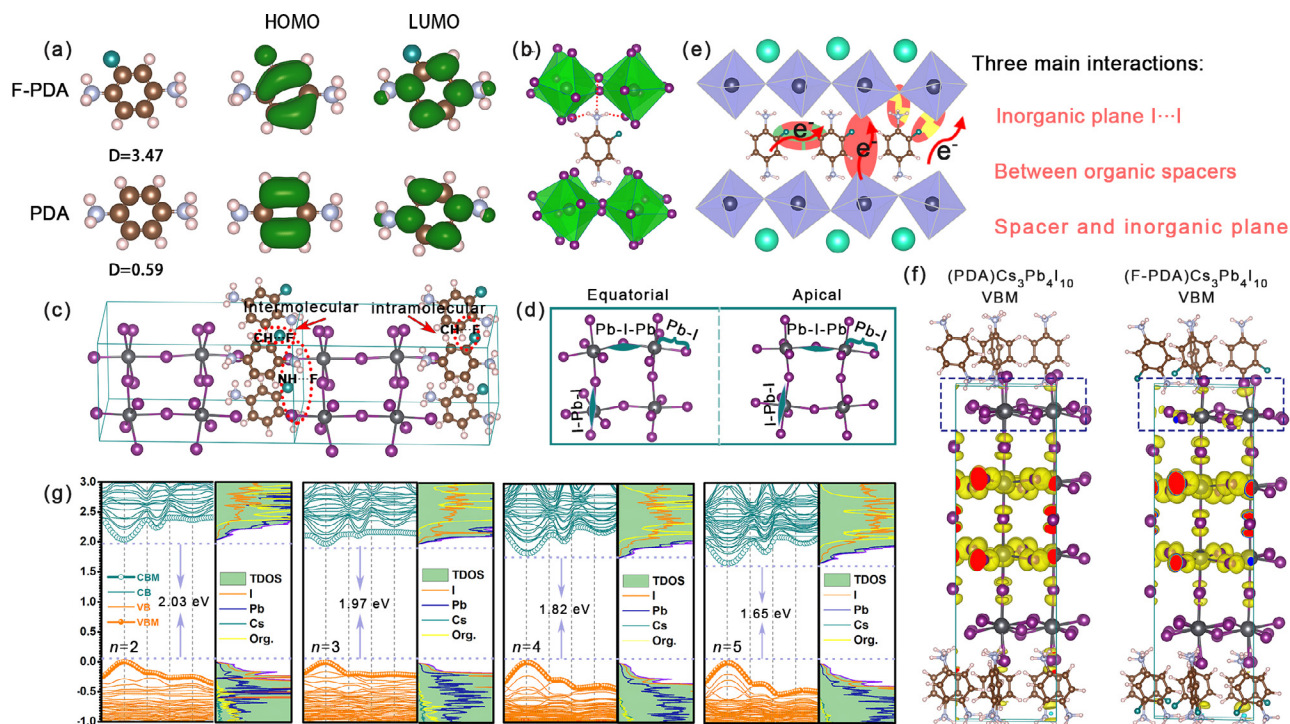 HOMO
LUMO
(a)
F-PDA
D=3.47
PDA
D=0.59
(b)
(e)
e⁻
e⁻
e⁻
Three main interactions:
Inorganic plane I···I
Between organic spacers
Spacer and inorganic plane
(c)
Intermolecular
intramolecular
CH···F
CH···F
NH···F
(d)
Equatorial
Apical
Pb-I-Pb
Pb-I
I-Pb-I
Pb-I-Pb
Pb-I
I-Pb-I
(f)
(PDA)Cs₃Pb₄I₁₀
VBM
(F-PDA)Cs₃Pb₄I₁₀
VBM
(g)
3.0
2.5
2.0
1.5
1.0
0.5
0.0
-0.5
-1.0
CBM
CB
VB
VBM
2.03 eV
n=2
TDOS
I
Pb
Cs
Org.
1.97 eV
n=3
TDOS
I
Pb
Cs
Org.
1.82 eV
n=4
TDOS
I
Pb
Cs
Org.
1.65 eV
n=5
TDOS
I
Pb
Cs
Org.